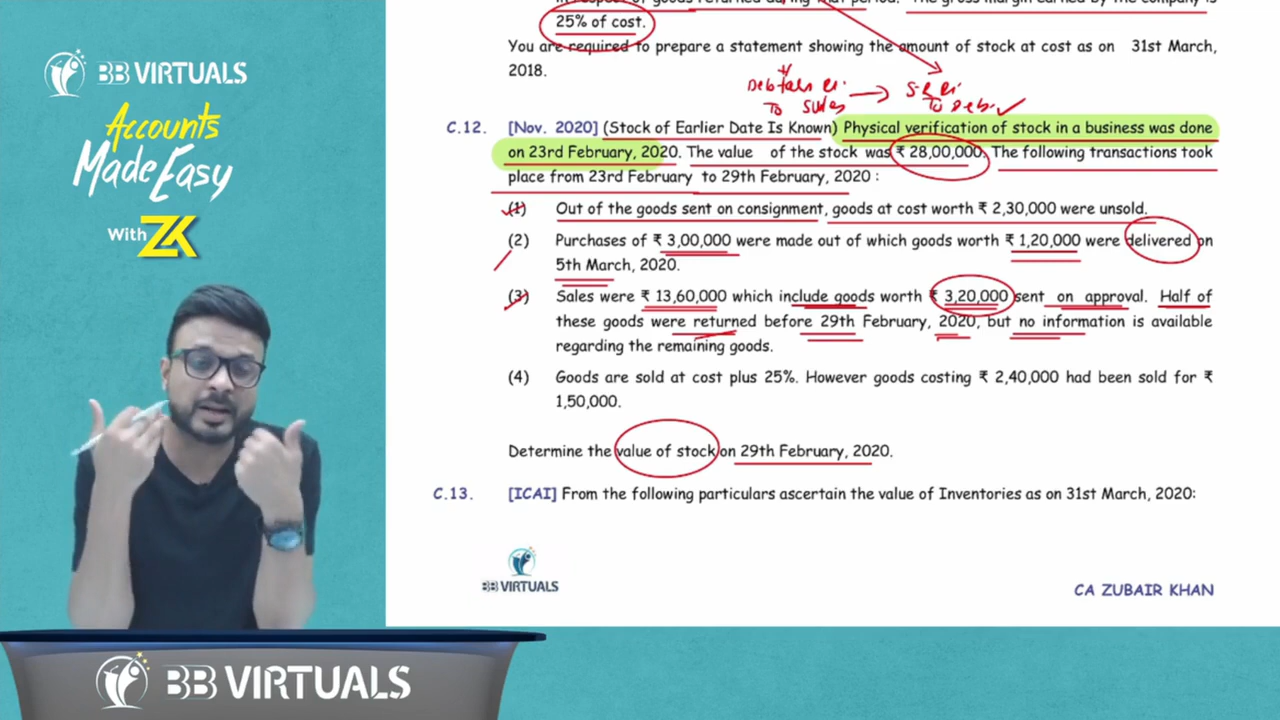 BB VIRTUALS
Accounts
Made Easy
With ZK
25% of cost.
You are required to prepare a statement showing the amount of stock at cost as on 31st March,
2018.
To Sales
C.12. [Nov. 2020] (Stock of Earlier Date Is Known) Physical verification of stock in a business was done
on 23rd February, 2020. The value of the stock was ₹ 28,00,000. The following transactions took
place from 23rd February to 29th February, 2020 :
(1) Out of the goods sent on consignment, goods at cost worth ₹ 2,30,000 were unsold.
(2) Purchases of ₹ 3,00,000 were made out of which goods worth ₹ 1,20,000 were delivered on
5th March, 2020.
(3) Sales were ₹ 13,60,000 which include goods worth ₹ 3,20,000 sent on approval. Half of
these goods were returned before 29th February, 2020, but no information is available
regarding the remaining goods.
(4) Goods are sold at cost plus 25%. However goods costing ₹ 2,40,000 had been sold for ₹
1,50,000.
Determine the value of stock on 29th February, 2020.
C.13. [ICAI] From the following particulars ascertain the value of Inventories as on 31st March, 2020:
BB VIRTUALS
CA ZUBAIR KHAN
BB VIRTUALS